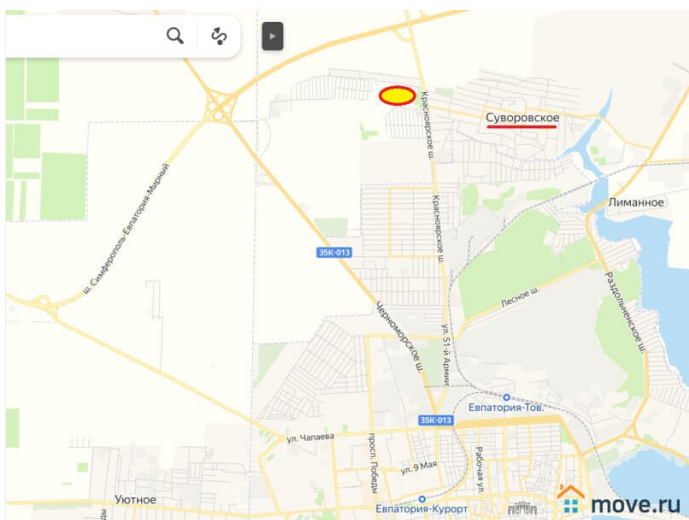 Красноярское ш.
Суворовское
ш. Симферополь-Евпатория-Мирный
Лиманное
Красноярское ш.
35К-013
Раздольненское ш.
Лесное ш.
Черноморское ш.
ул. 51-й Армии
Евпатория-Тов.
35К-013
ул. Чапаева
просп. Победы
ул. 9 Мая
Рабочая ул.
Уютное
Евпатория-Курорт
move.ru